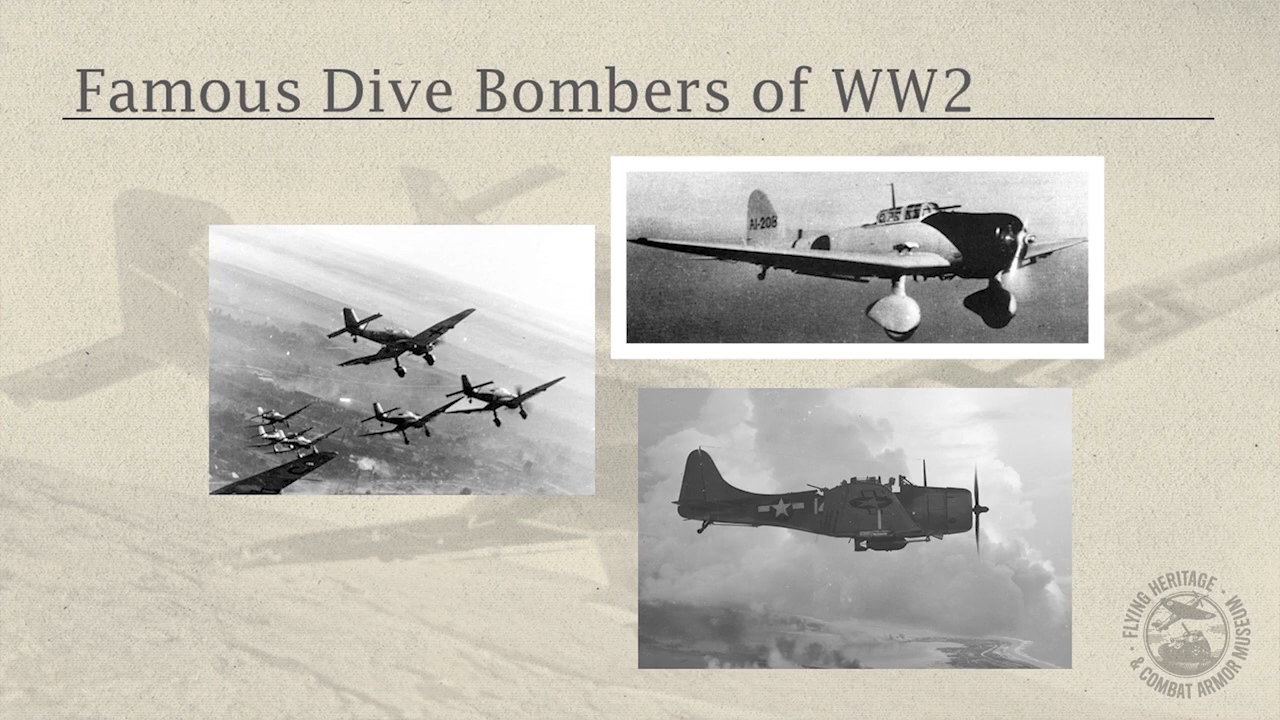 Famous Dive Bombers of WW2
AI-208
FLYING HERITAGE
& COMBAT ARMOR MUSEUM